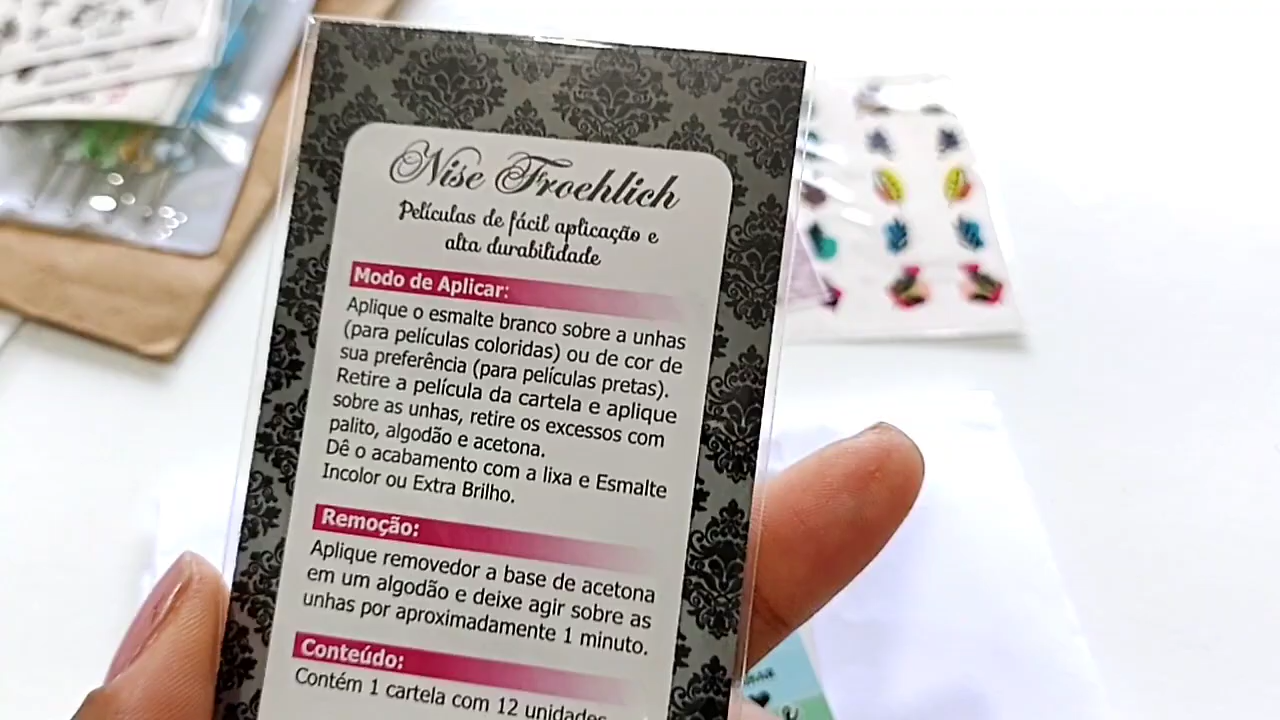 Nise Froehlich
Películas de fácil aplicação e
alta durabilidade
Modo de Aplicar:
Aplique o esmalte branco sobre a unhas
(para películas coloridas) ou de cor de
sua preferência (para películas pretas).
Retire a película da cartela e aplique
sobre as unhas, retire os excessos com
palito, algodão e acetona.
Dê o acabamento com a lixa e Esmalte
Incolor ou Extra Brilho.
Remoção:
Aplique removedor a base de acetona
em um algodão e deixe agir sobre as
unhas por aproximadamente 1 minuto.
Conteúdo:
Contém 1 cartela com 12 unidades